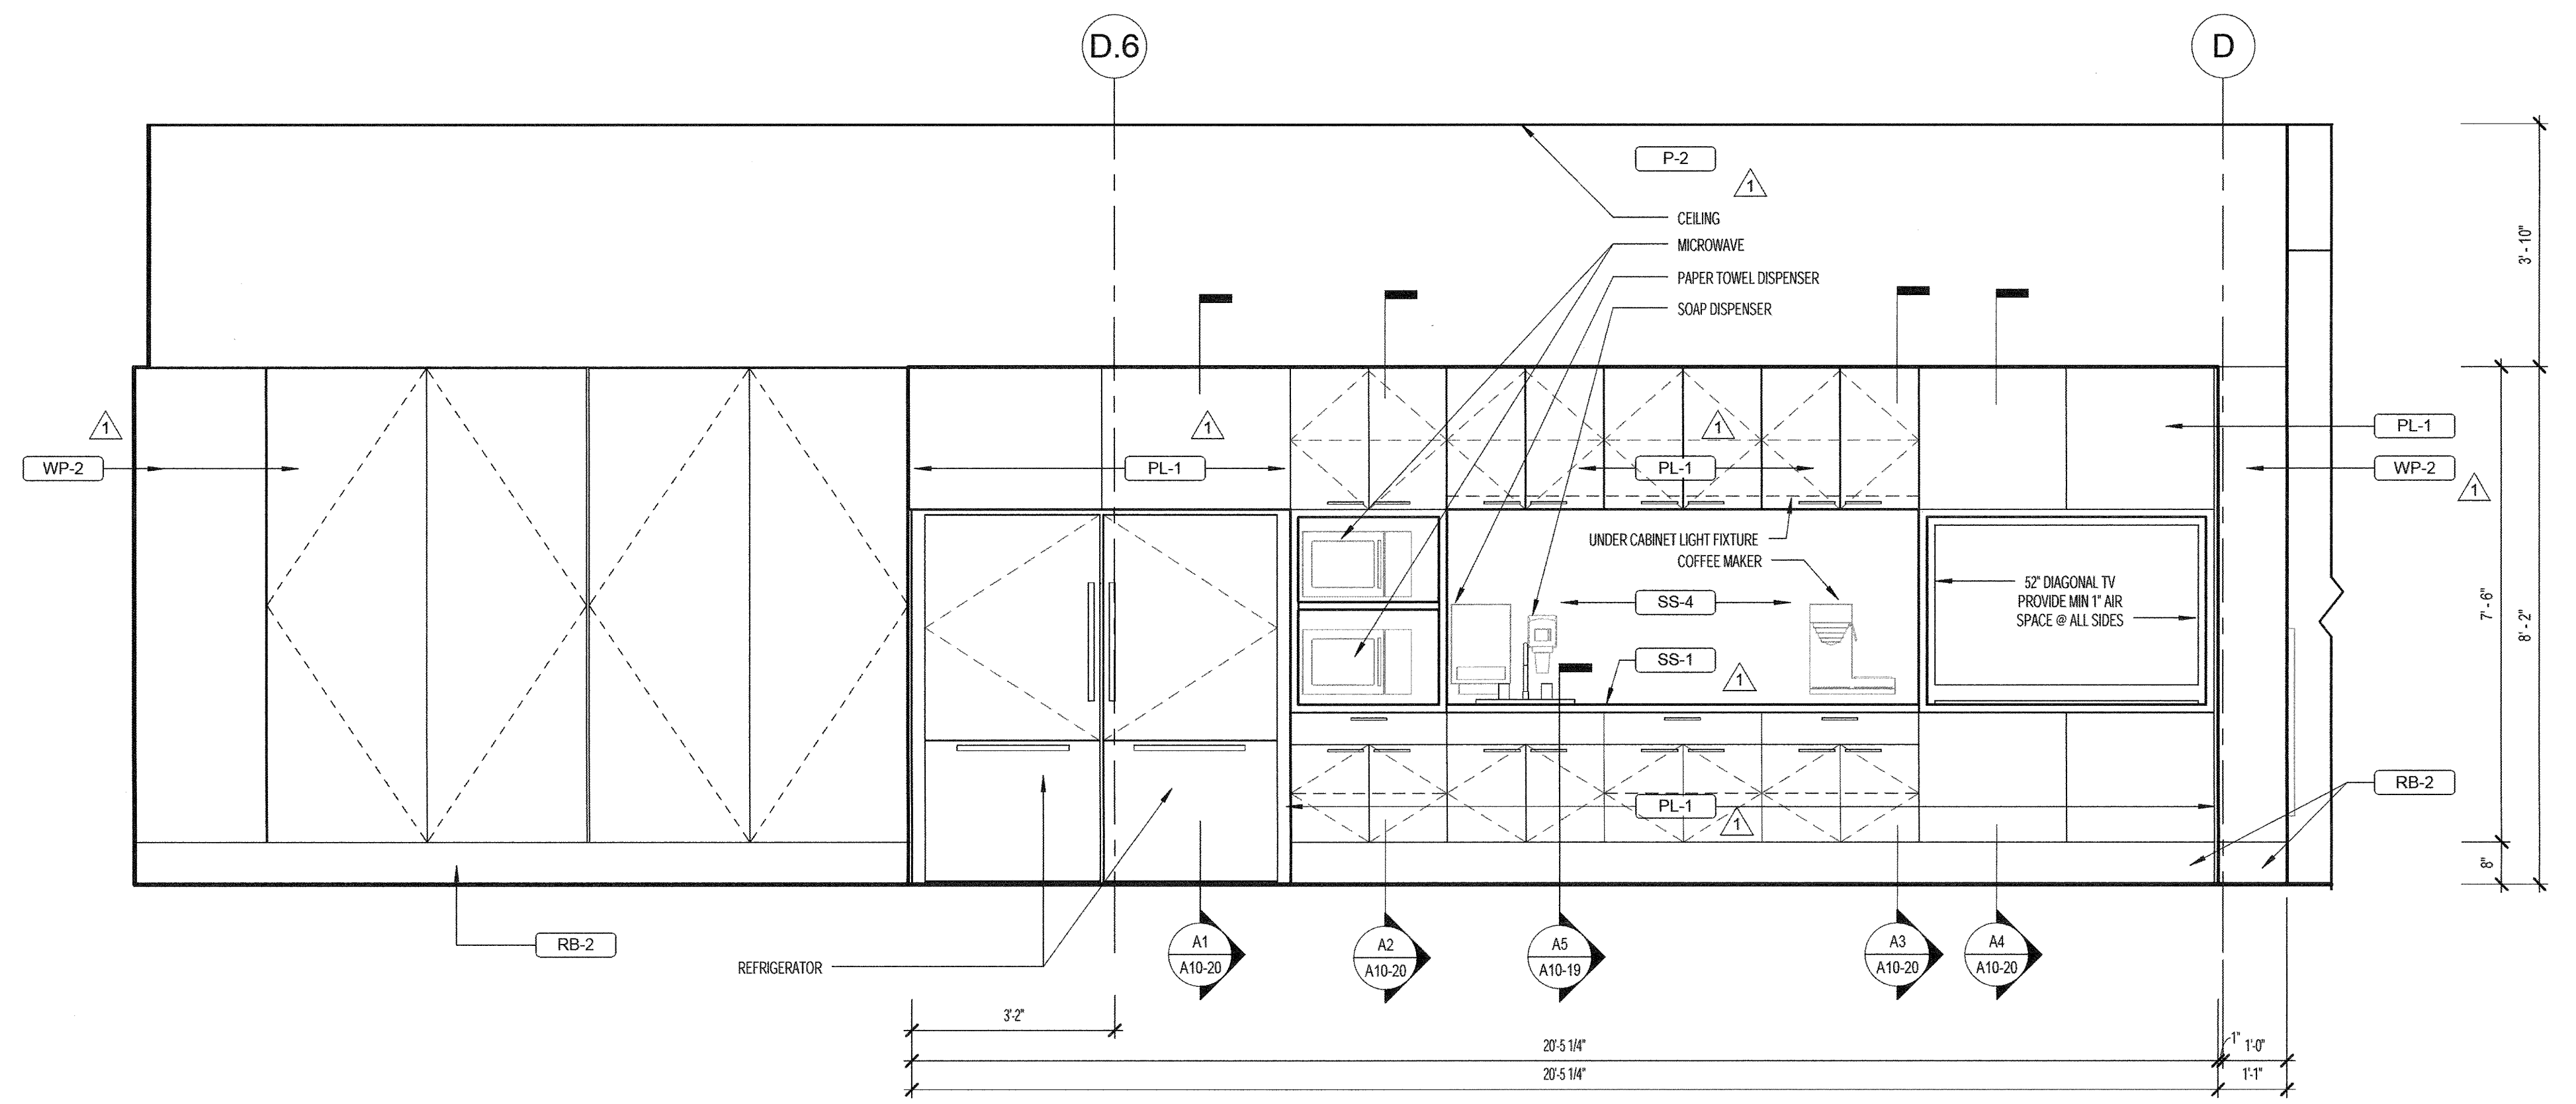 D.6
D
P-2
1
CEILING
MICROWAVE
PAPER TOWEL DISPENSER
SOAP DISPENSER
3'-10"
1
WP-2
1
PL-1
1
PL-1
PL-1
WP-2
1
UNDER CABINET LIGHT FIXTURE
COFFEE MAKER
SS-4
SS-1
1
52" DIAGONAL TV
PROVIDE MIN 1" AIR
SPACE @ ALL SIDES
7'-6"
8'-2"
PL-1
1
RB-2
8"
RB-2
REFRIGERATOR
A1
A10-20
A2
A10-20
A5
A10-19
A3
A10-20
A4
A10-20
3'-2"
20'-5 1/4"
1"
1'-0"
20'-5 1/4"
1'-1"